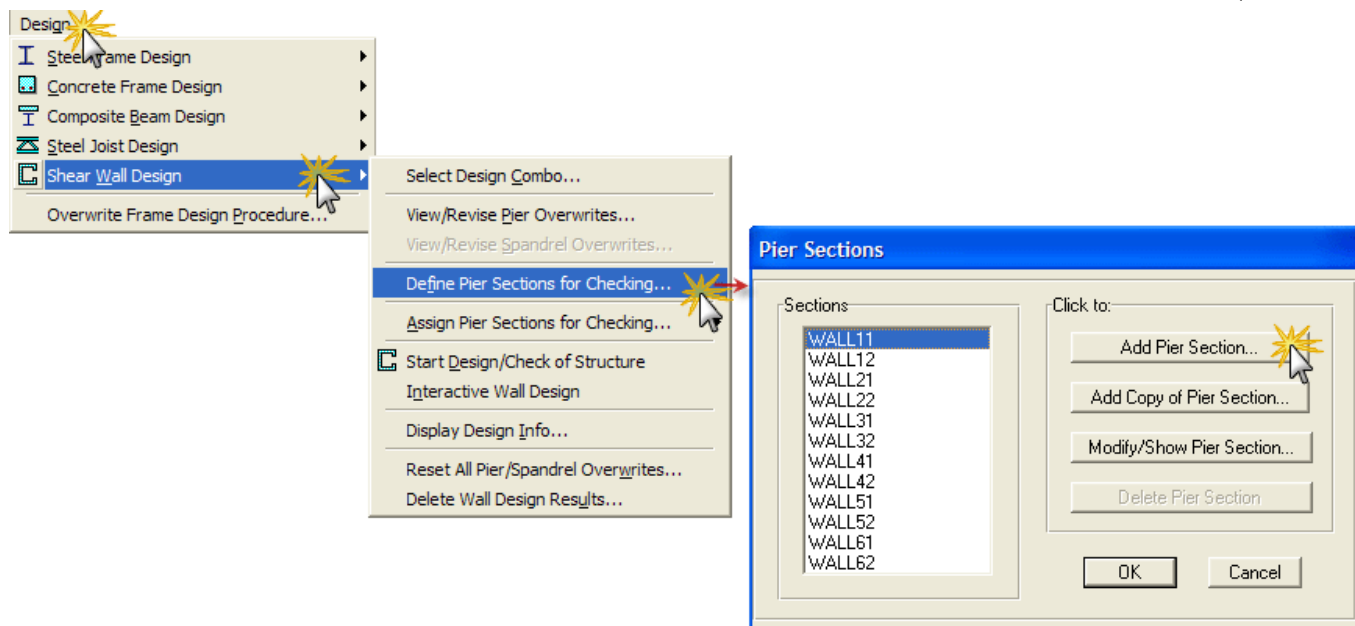 Design
Steel Frame Design
Concrete Frame Design
Composite Beam Design
Steel Joist Design
Shear Wall Design
Overwrite Frame Design Procedure...
Select Design Combo...
View/Revise Pier Overwrites...
View/Revise Spandrel Overwrites...
Define Pier Sections for Checking...
Assign Pier Sections for Checking...
Start Design/Check of Structure
Interactive Wall Design
Display Design Info...
Reset All Pier/Spandrel Overwrites...
Delete Wall Design Results...
Pier Sections
Sections
WALL11
WALL12
WALL21
WALL22
WALL31
WALL32
WALL41
WALL42
WALL51
WALL52
WALL61
WALL62
Click to:
Add Pier Section...
Add Copy of Pier Section...
Modify/Show Pier Section...
Delete Pier Section
OK
Cancel